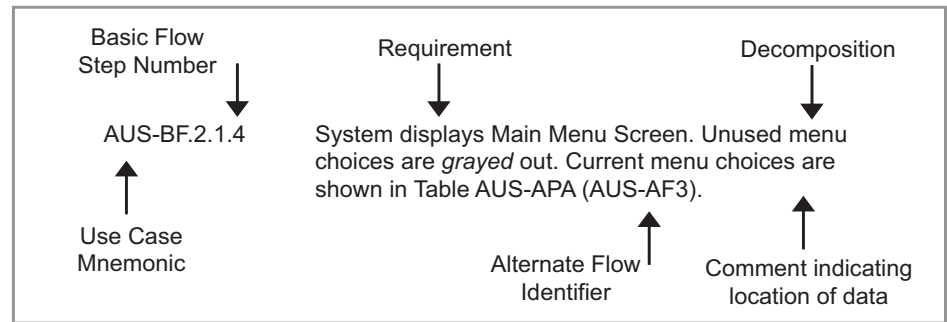 Basic Flow
Step Number
Requirement
Decomposition
AUS-BF.2.1.4
System displays Main Menu Screen. Unused menu
choices are grayed out. Current menu choices are
shown in Table AUS-APA (AUS-AF3).
Use Case
Mnemonic
Alternate Flow
Identifier
Comment indicating
location of data